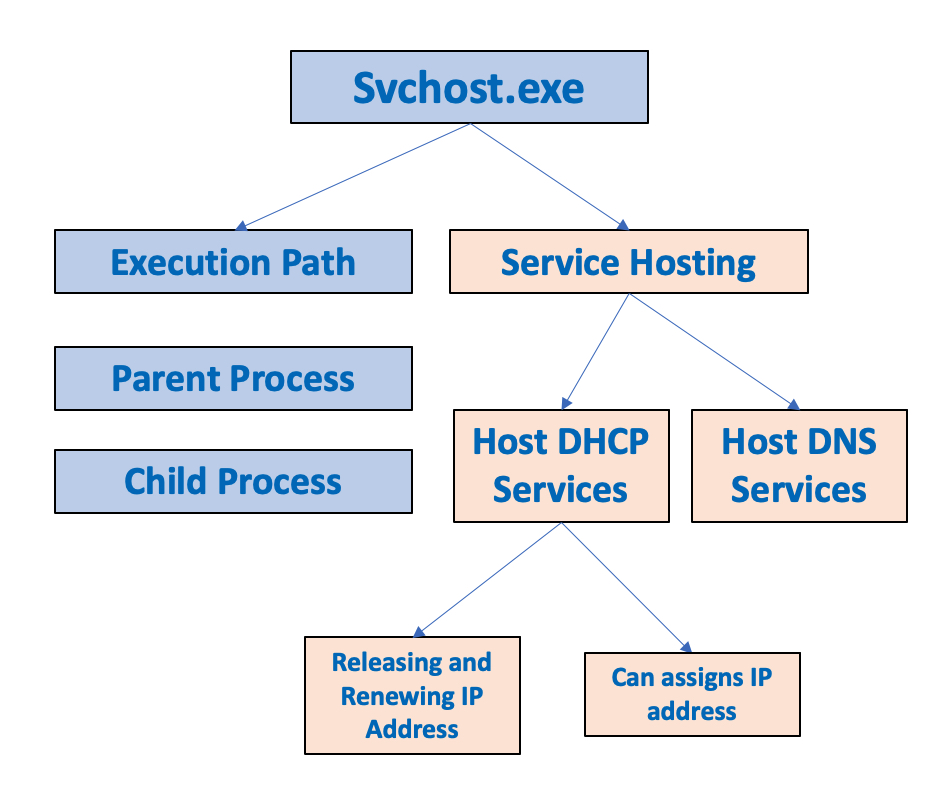 Svchost.exe
Execution Path
Service Hosting
Parent Process
Child Process
Host DHCP
Services
Host DNS
Services
Releasing and
Renewing IP
Address
Can assigns IP
address